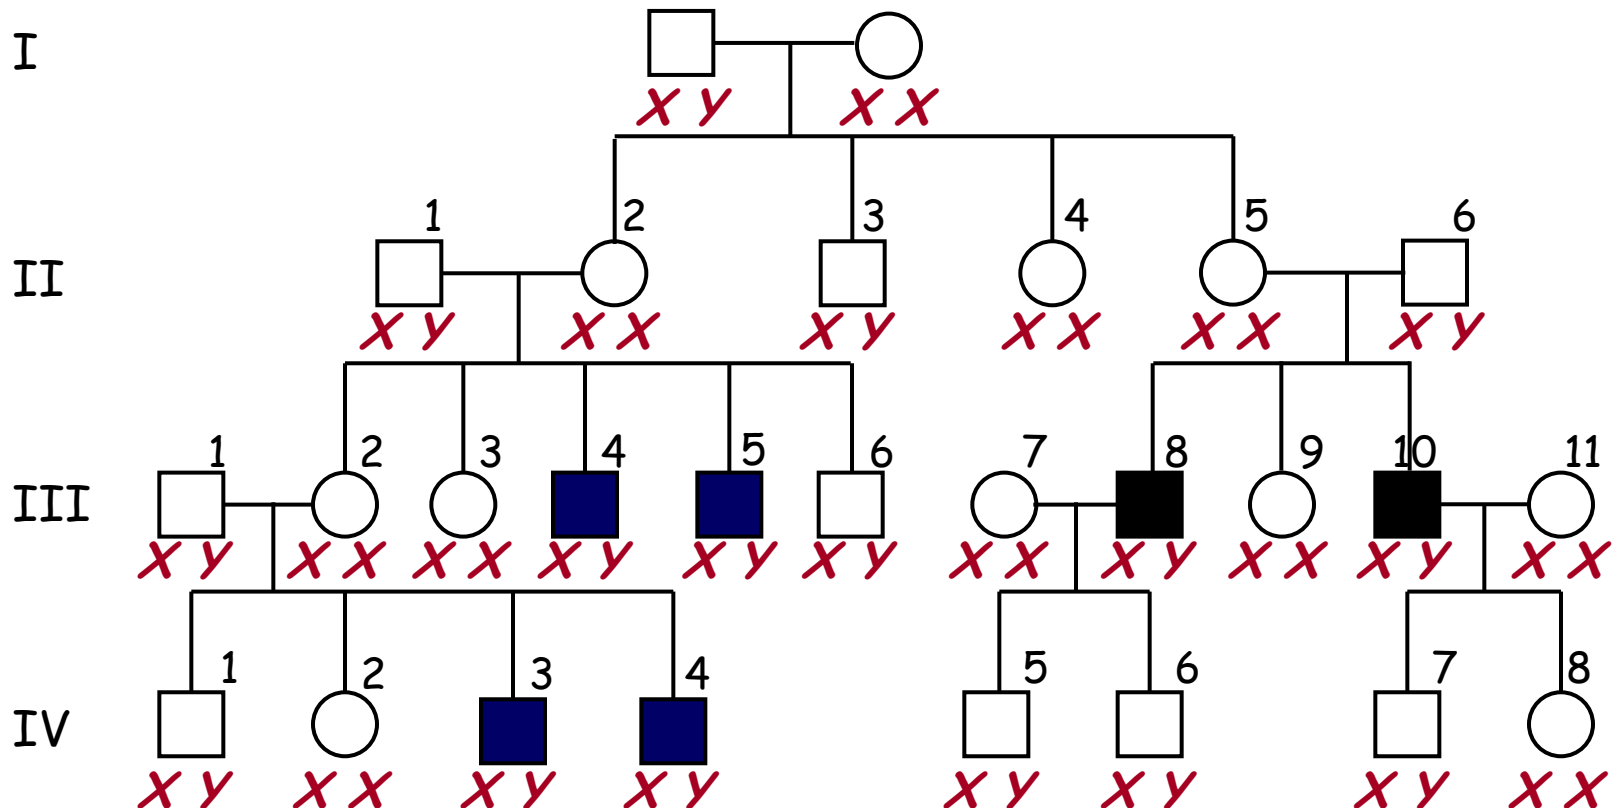 I
X Y X X
1 2 3 4 5 6
II
X Y X X X Y X X X X X Y
1 2 3 4 5 6 7 8 9 10 11
III
X Y X X X X X Y X Y X Y X X X Y X X X Y X X
1 2 3 4 5 6 7 8
IV
X Y X X X Y X Y X Y X Y X Y X X